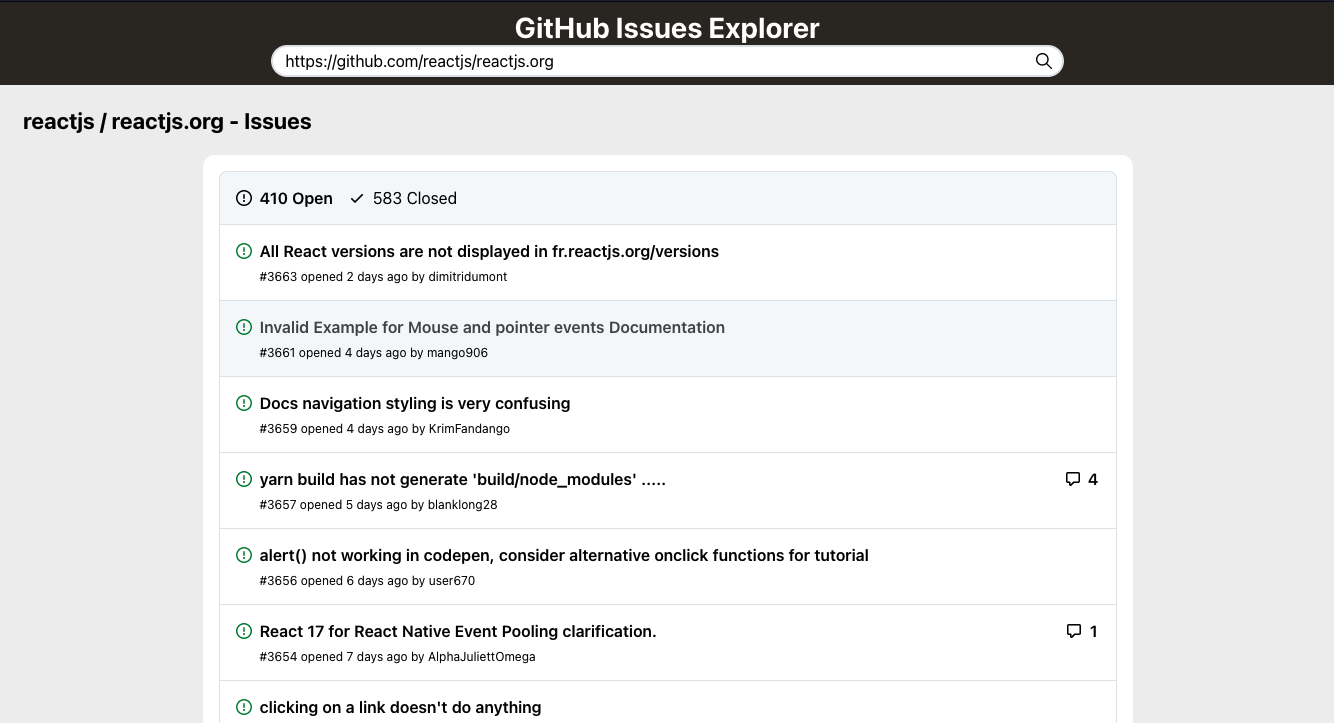 GitHub Issues Explorer
https://github.com/reactjs/reactjs.org
reactjs / reactjs.org - Issues
410 Open 583 Closed
All React versions are not displayed in fr.reactjs.org/versions
#3663 opened 2 days ago by dimitridumont
Invalid Example for Mouse and pointer events Documentation
#3661 opened 4 days ago by mango906
Docs navigation styling is very confusing
#3659 opened 4 days ago by KrimFandango
yarn build has not generate 'build/node_modules' ..... 4
#3657 opened 5 days ago by blanklong28
alert() not working in codepen, consider alternative onclick functions for tutorial
#3656 opened 6 days ago by user670
React 17 for React Native Event Pooling clarification. 1
#3654 opened 7 days ago by AlphaJuliettOmega
clicking on a link doesn't do anything